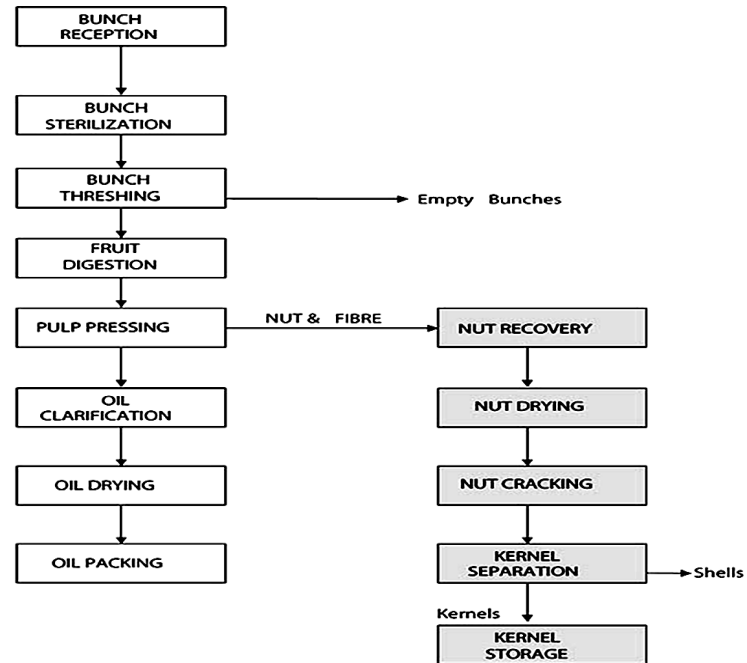 BUNCH
RECEPTION
BUNCH
STERILIZATION
BUNCH
THRESHING
Empty Bunches
FRUIT
DIGESTION
PULP PRESSING
NUT & FIBRE
NUT RECOVERY
OIL
CLARIFICATION
NUT DRYING
OIL DRYING
NUT CRACKING
OIL PACKING
KERNEL
SEPARATION
Shells
Kernels
KERNEL
STORAGE